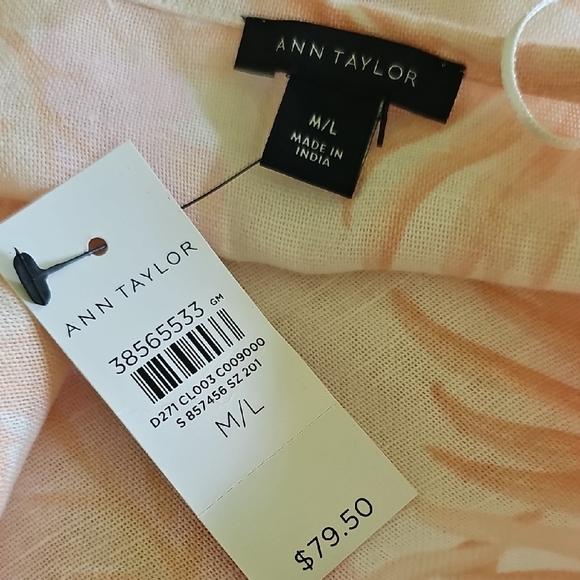 ANN TAYLOR
M/L
MADE IN
INDIA
ANN TAYLOR
38565533 GM
D271 CL003 C009000
S 857456 SZ 201
M/L
$79.50